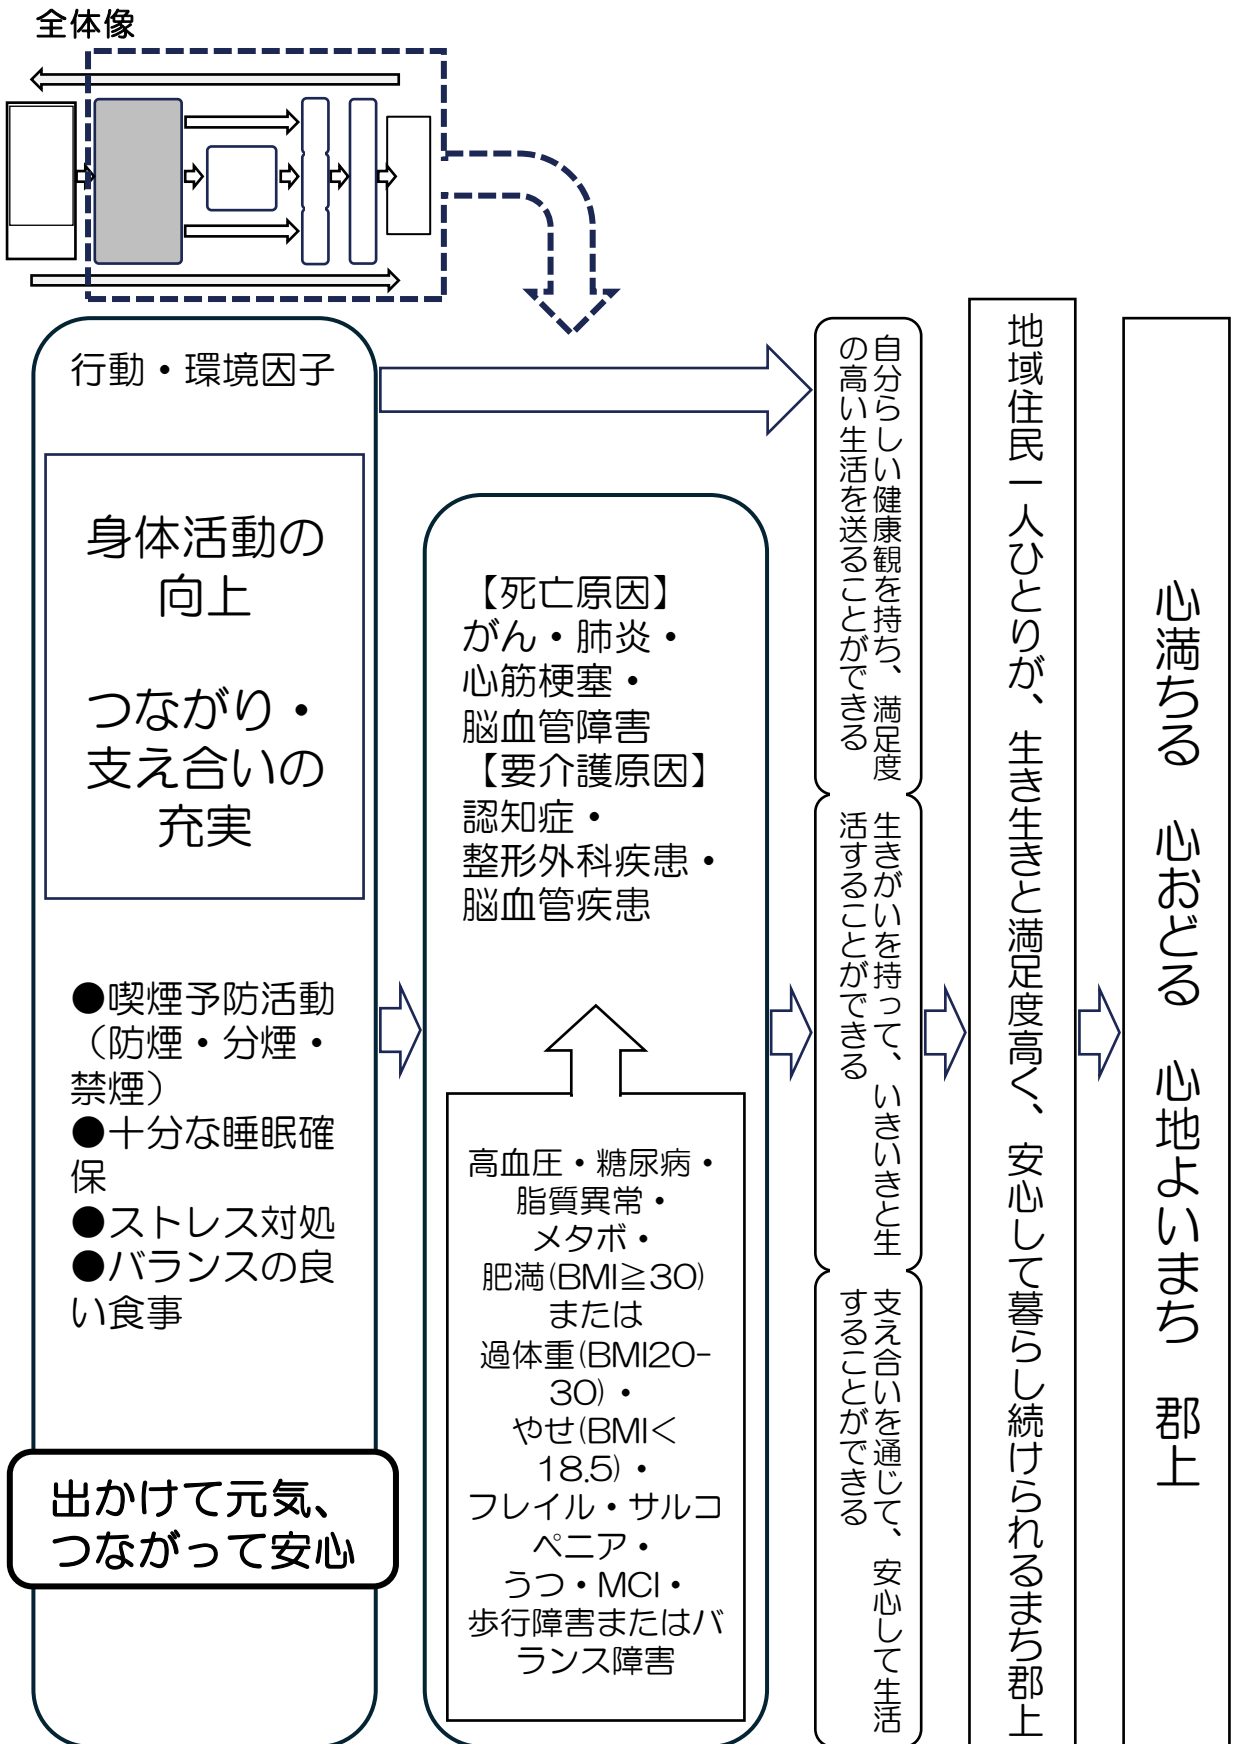 全体像
行動・環境因子
身体活動の
向上
つながり・
支え合いの
充実
●喫煙予防活動
（防煙・分煙・
禁煙）
●十分な睡眠確
保
●ストレス対処
●バランスの良
い食事
出かけて元気、
つながって安心
【死亡原因】
がん・肺炎・
心筋梗塞・
脳血管障害
【要介護原因】
認知症・
整形外科疾患・
脳血管疾患
高血圧・糖尿病・
脂質異常・
メタボ・
肥満(BMI≧30)
または
過体重(BMI20-
30)・
やせ(BMI＜
18.5)・
フレイル・サルコ
ペニア・
うつ・MCI・
歩行障害またはバ
ランス障害
自分らしい健康観を持ち、満足度
の高い生活を送ることができる
生きがいを持って、いきいきと生
活することができる
支え合いを通じて、安心して生活
することができる
地域住民一人ひとりが、生き生きと満足度高く、安心して暮らし続けられるまち郡上
心満ちる　心おどる　心地よいまち　郡上